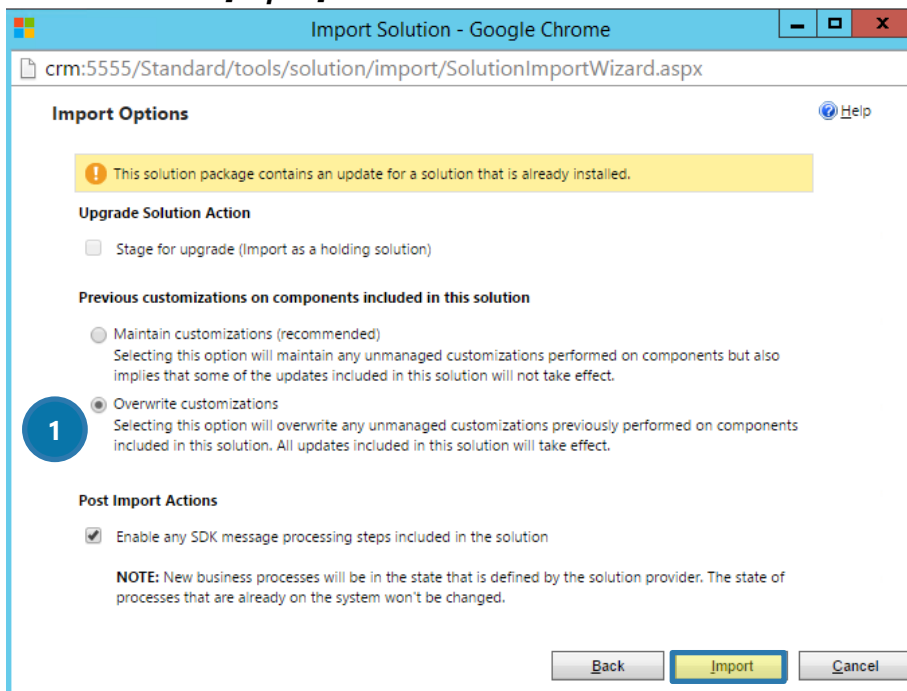 Import Solution - Google Chrome
crm:5555/Standard/tools/solution/import/SolutionImportWizard.aspx
Import Options
Help
This solution package contains an update for a solution that is already installed.
Upgrade Solution Action
Stage for upgrade (Import as a holding solution)
Previous customizations on components included in this solution
Maintain customizations (recommended)
Selecting this option will maintain any unmanaged customizations performed on components but also
implies that some of the updates included in this solution will not take effect.
Overwrite customizations
1
Selecting this option will overwrite any unmanaged customizations previously performed on components
included in this solution. All updates included in this solution will take effect.
Post Import Actions
Enable any SDK message processing steps included in the solution
NOTE: New business processes will be in the state that is defined by the solution provider. The state of
processes that are already on the system won't be changed.
Back Import Cancel